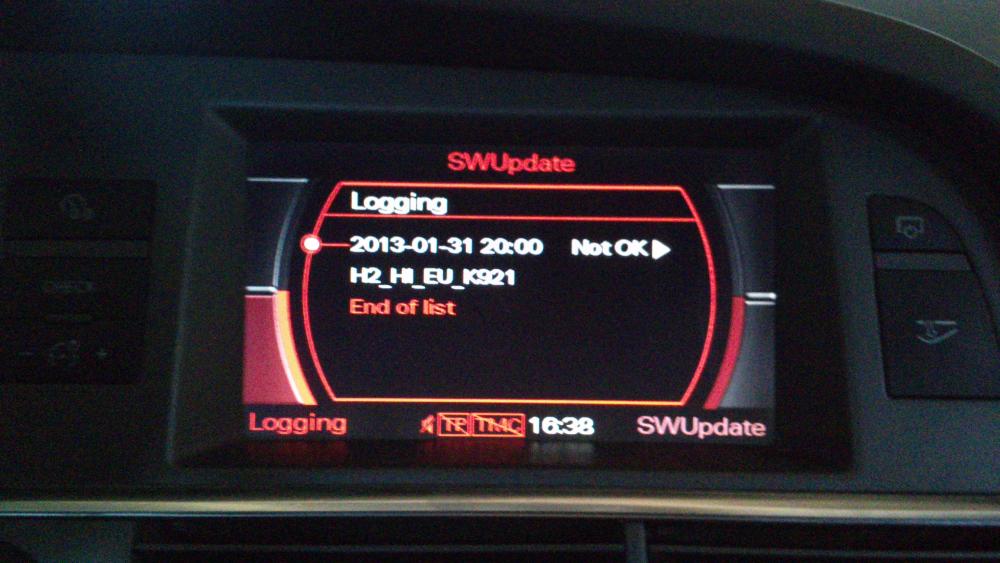 SWUpdate
Logging
2013-01-31 20:00 Not OK
H2_HI_EU_K921
End of list
Logging TP TMC 16:38 SWUpdate
CHECK
- +